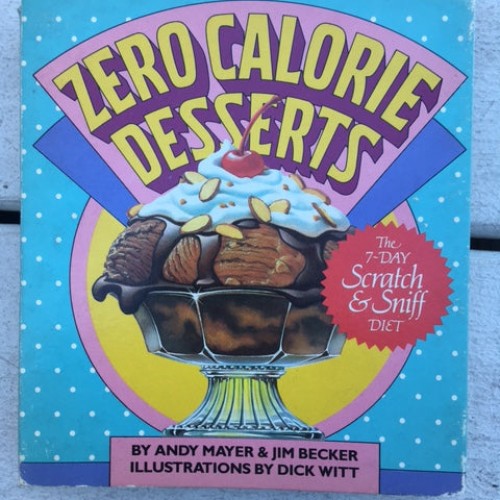 ZERO CALORIE
DESSERTS
The
7-DAY
Scratch
& Sniff
DIET
BY ANDY MAYER & JIM BECKER
ILLUSTRATIONS BY DICK WITT